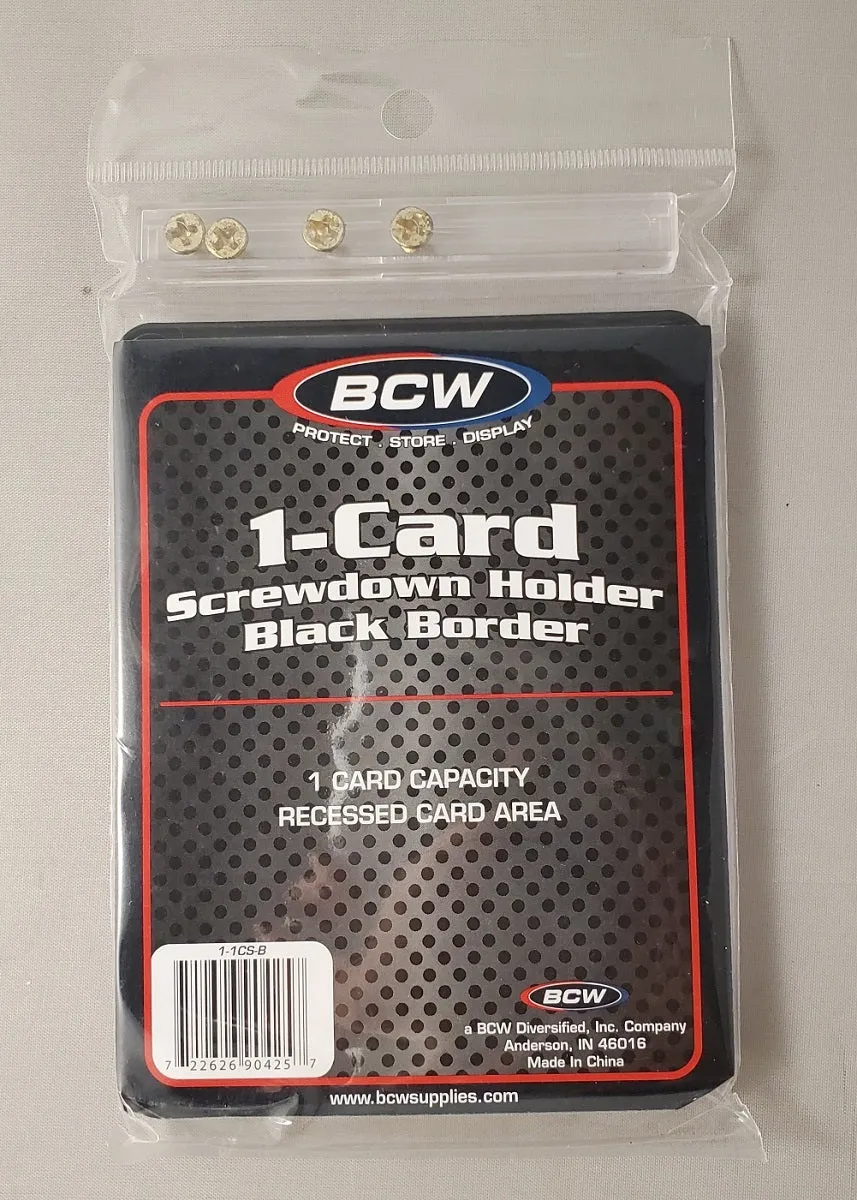 BCW
PROTECT . STORE . DISPLAY
1-Card
Screwdown Holder
Black Border
1 CARD CAPACITY
RECESSED CARD AREA
1-1CS-B
7 22626 90425 7
BCW
a BCW Diversified, Inc. Company
Anderson, IN 46016
Made In China
www.bcwsupplies.com